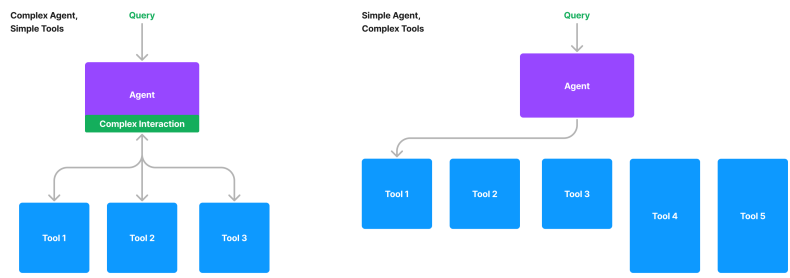 Complex Agent,
Simple Tools
Query
Agent
Complex Interaction
Tool 1
Tool 2
Tool 3
Simple Agent,
Complex Tools
Query
Agent
Tool 1
Tool 2
Tool 3
Tool 4
Tool 5